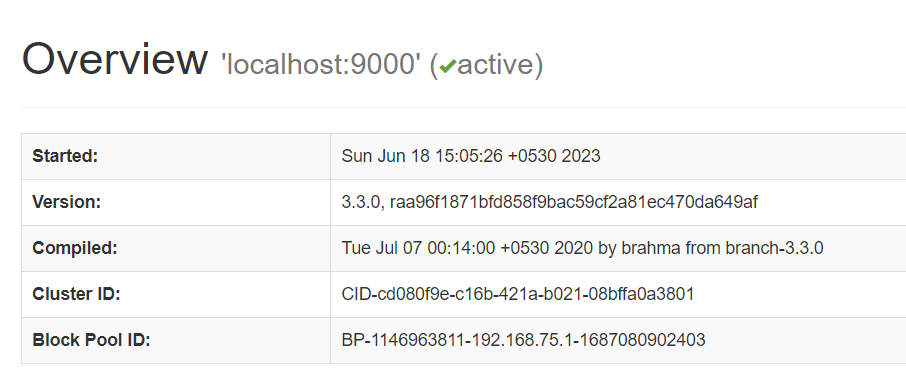 Overview 'localhost:9000' (✔active)
Started: Sun Jun 18 15:05:26 +0530 2023
Version: 3.3.0, raa96f1871bfd858f9bac59cf2a81ec470da649af
Compiled: Tue Jul 07 00:14:00 +0530 2020 by brahma from branch-3.3.0
Cluster ID: CID-cd080f9e-c16b-421a-b021-08bffa0a3801
Block Pool ID: BP-1146963811-192.168.75.1-1687080902403